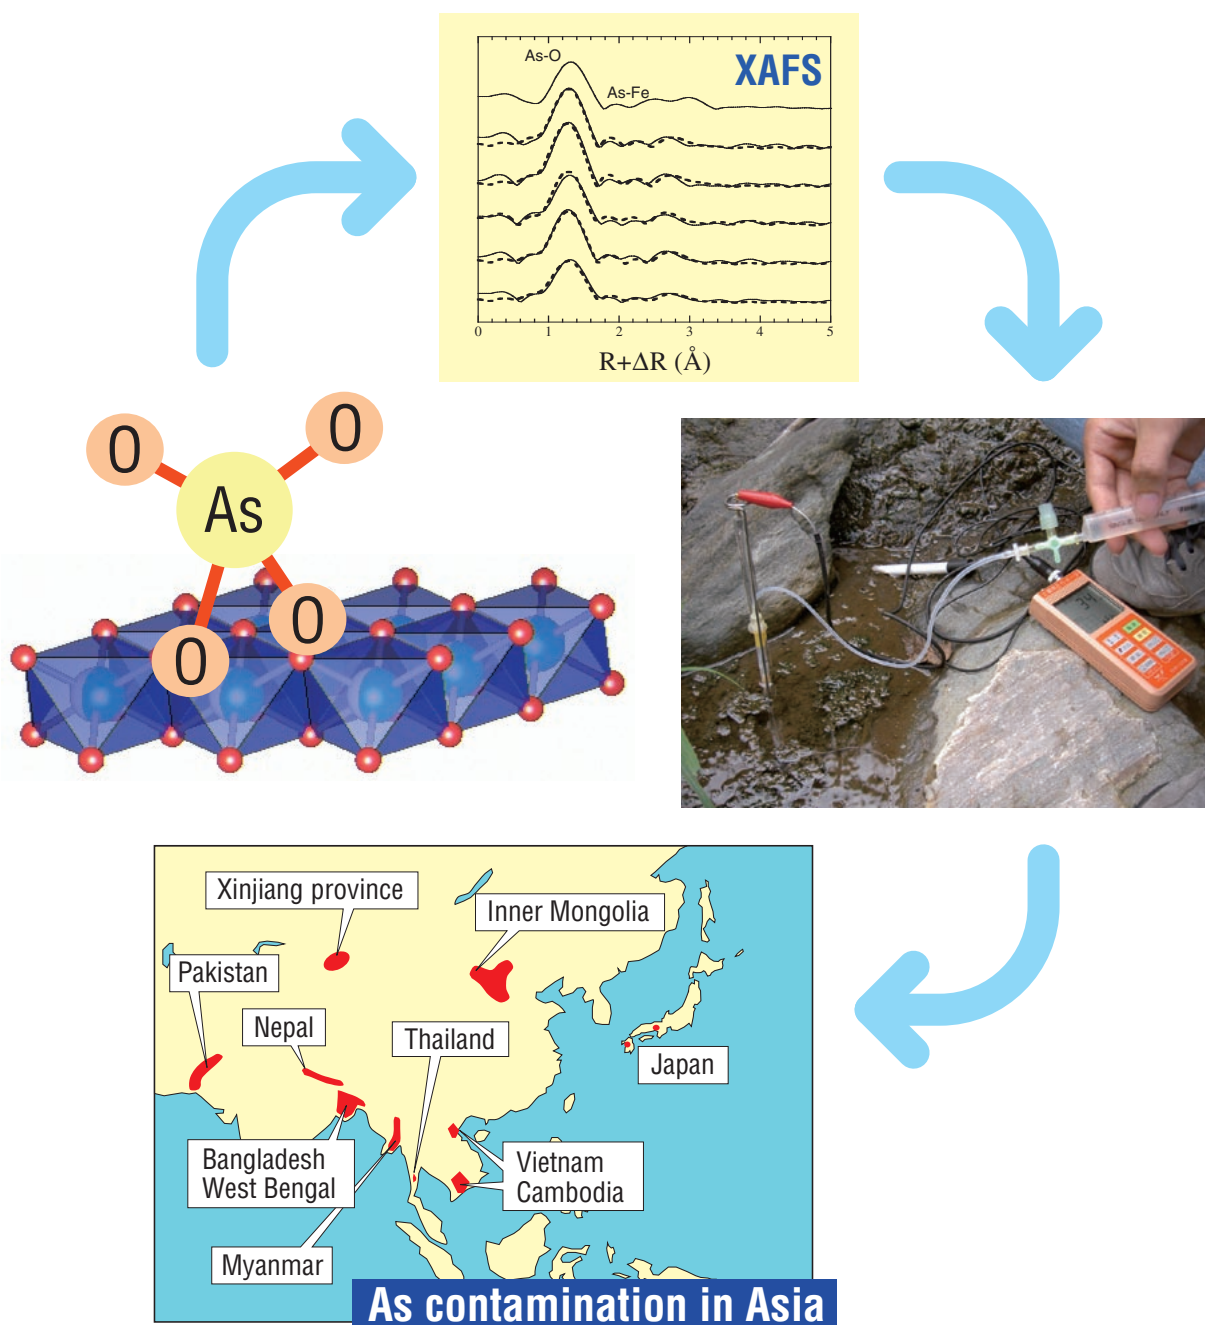 XAFS
As-O
As-Fe
0 1 2 3 4 5
R+ΔR (Å)
O
O
As
O
O
Xinjiang province
Inner Mongolia
Pakistan
Nepal
Thailand
Japan
Bangladesh
West Bengal
Vietnam
Cambodia
Myanmar
As contamination in Asia